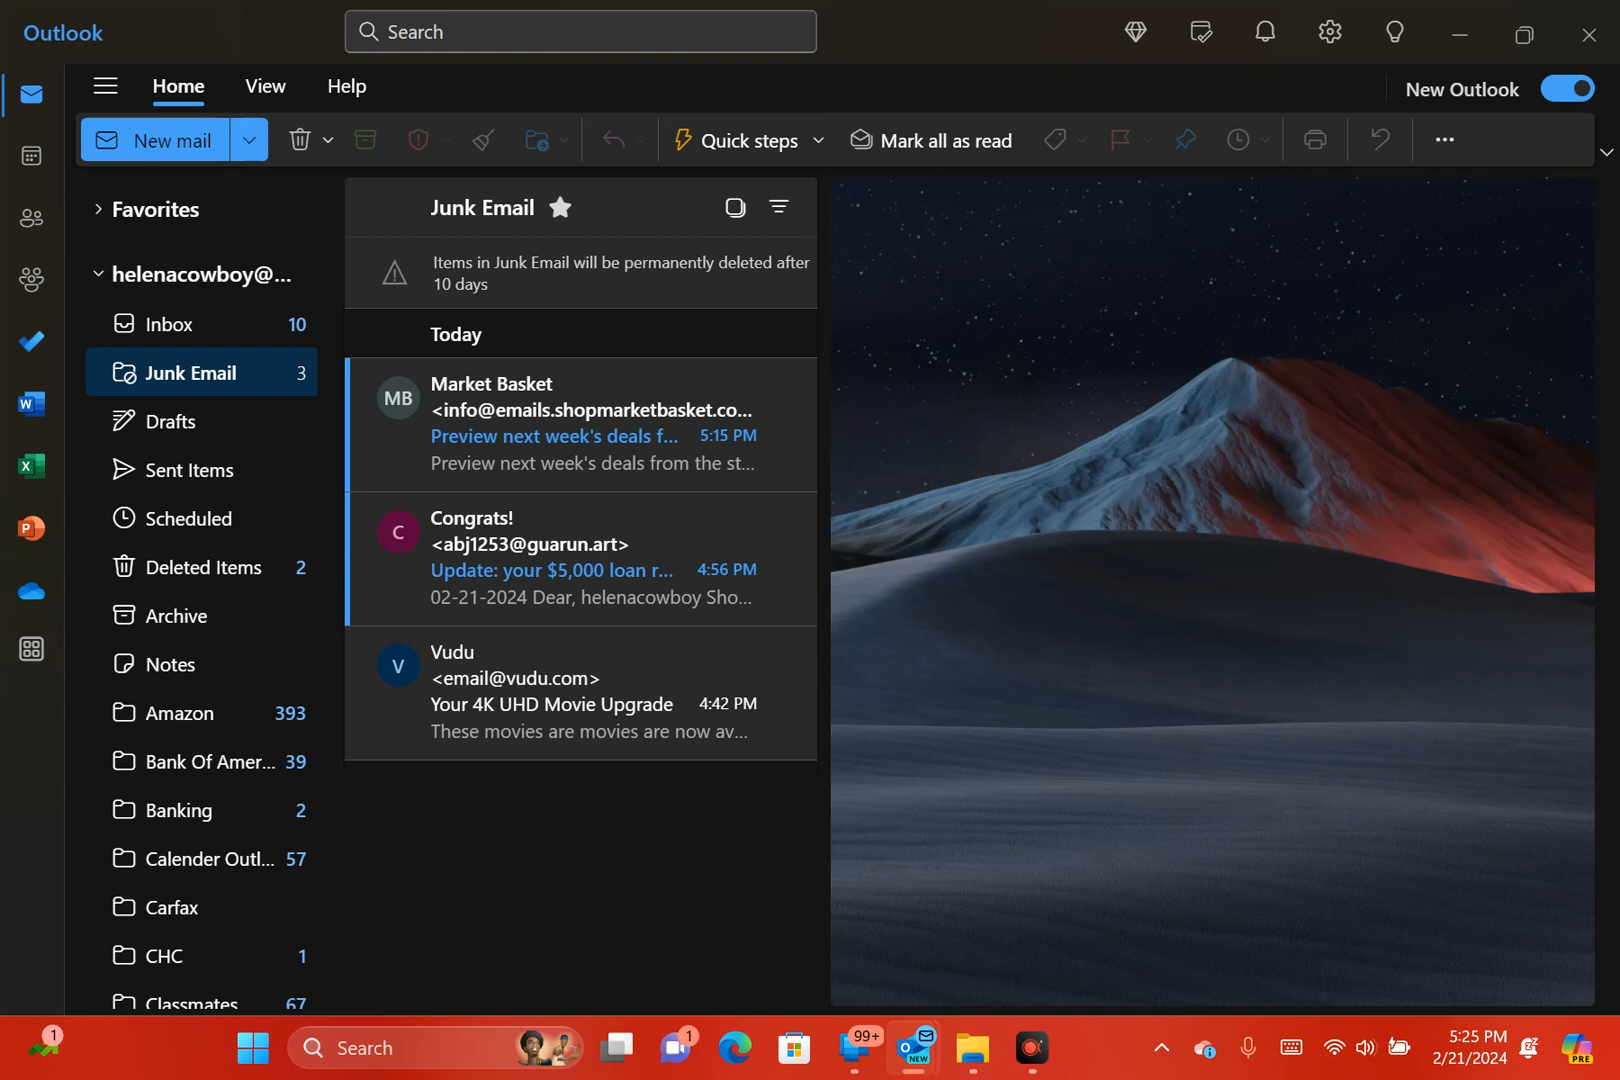 Outlook
Search
Home View Help
New Outlook
New mail
Quick steps
Mark all as read
Favorites
helenacowboy@...
Inbox 10
Junk Email 3
Drafts
Sent Items
Scheduled
Deleted Items 2
Archive
Notes
Amazon 393
Bank Of Amer... 39
Banking 2
Calender Outl... 57
Carfax
CHC 1
Classmates 67
Junk Email
Items in Junk Email will be permanently deleted after
10 days
Today
MB
Market Basket
<info@emails.shopmarketbasket.co...
Preview next week's deals f... 5:15 PM
Preview next week's deals from the st...
C
Congrats!
<abj1253@guarun.art>
Update: your $5,000 loan r... 4:56 PM
02-21-2024 Dear, helenacowboy Sho...
V
Vudu
<email@vudu.com>
Your 4K UHD Movie Upgrade 4:42 PM
These movies are movies are now av...
1
Search
1
99+
NEW
5:25 PM
2/21/2024
PRE